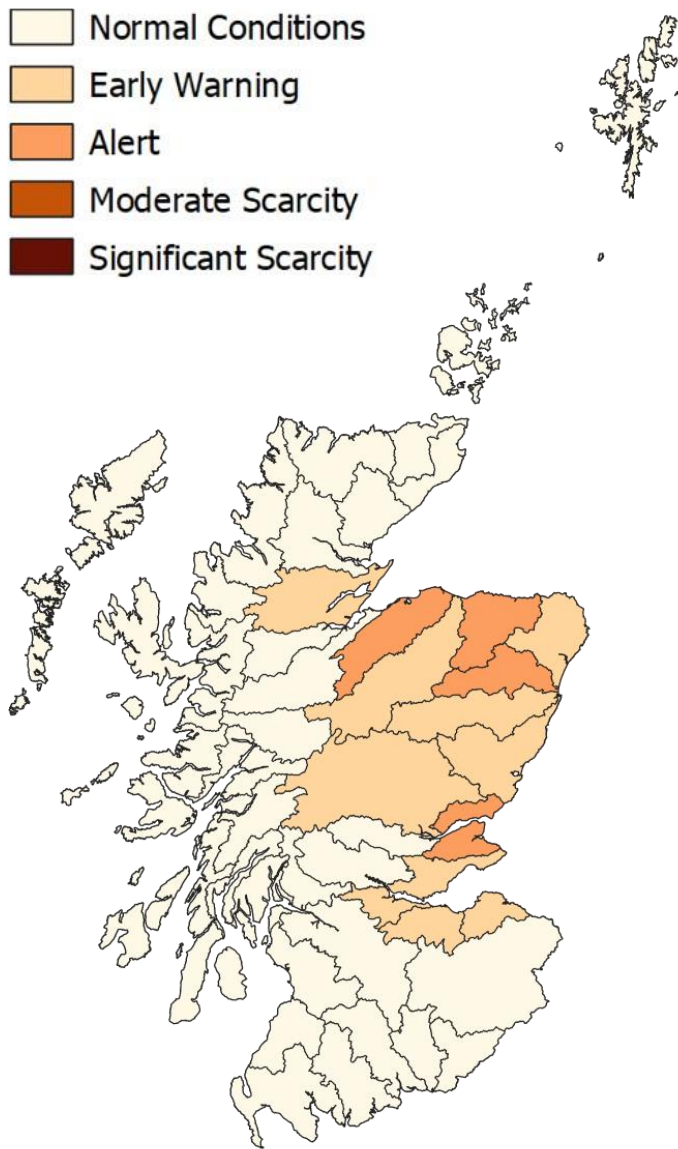 Normal Conditions
Early Warning
Alert
Moderate Scarcity
Significant Scarcity